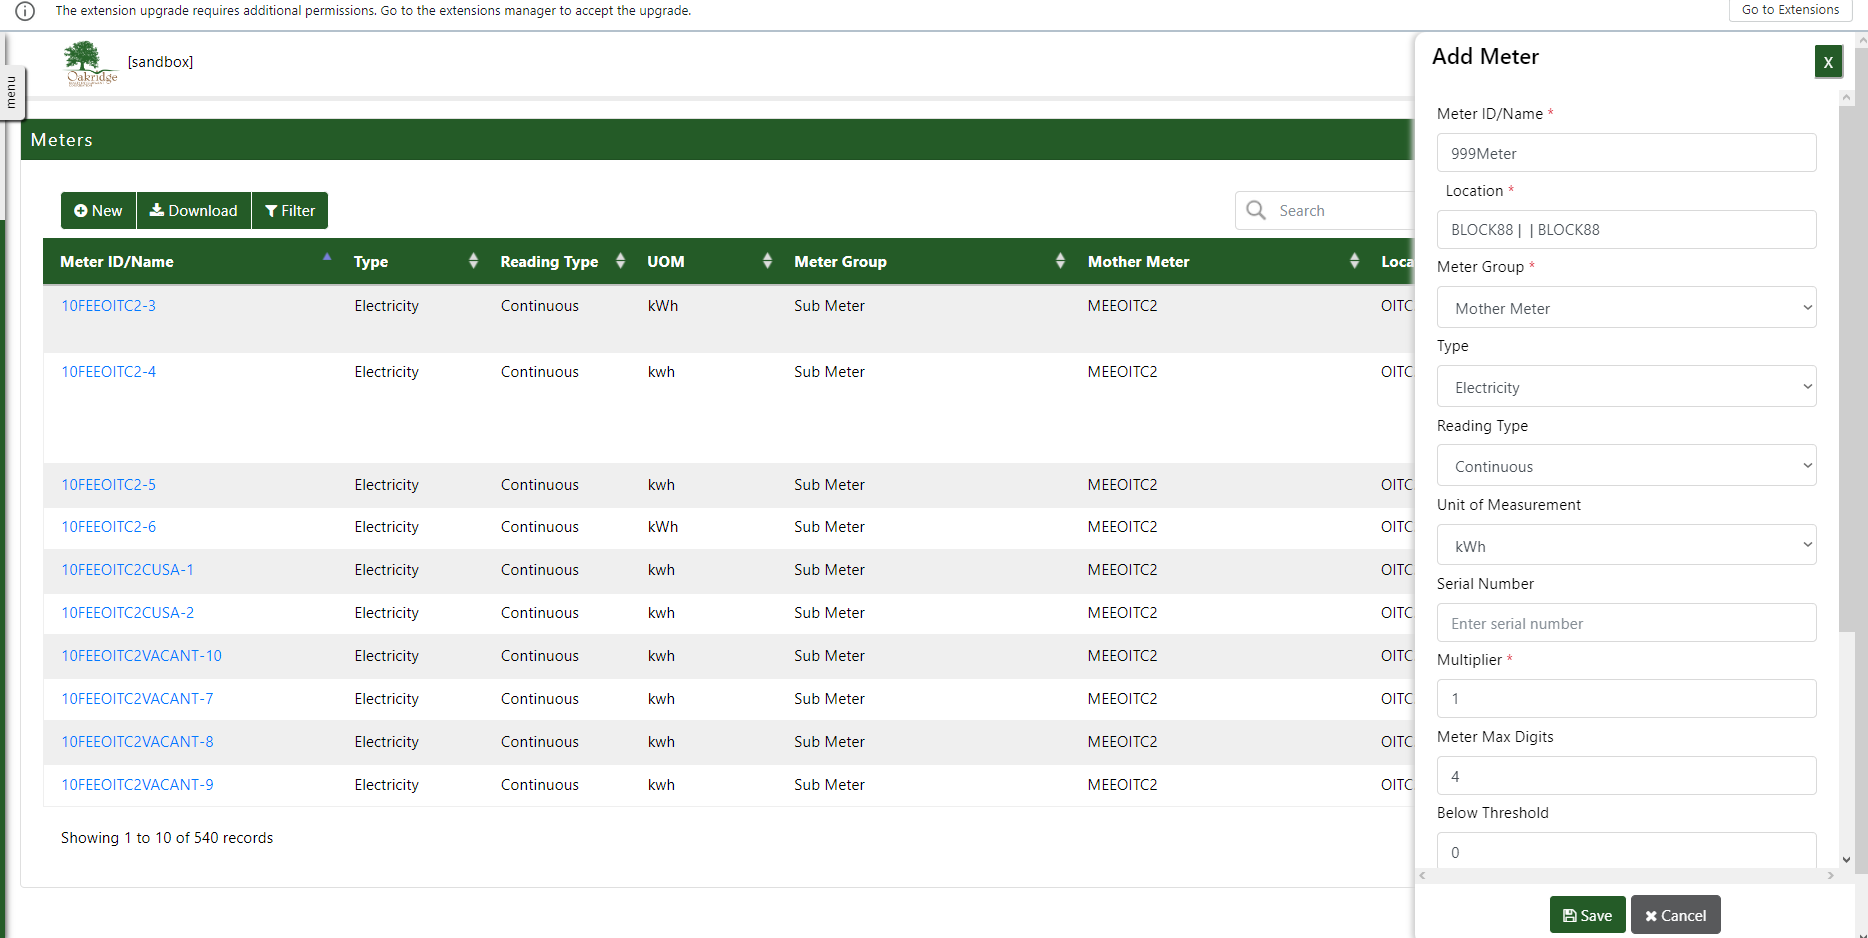 The extension upgrade requires additional permissions. Go to the extensions manager to accept the upgrade.
Go to Extensions
menu
Oakridge
[sandbox]
Meters
New
Download
Filter
Search
Meter ID/Name Type Reading Type UOM Meter Group Mother Meter Loca
10FEEOITC2-3 Electricity Continuous kWh Sub Meter MEEOITC2 OITC
10FEEOITC2-4 Electricity Continuous kwh Sub Meter MEEOITC2 OITC
10FEEOITC2-5 Electricity Continuous kwh Sub Meter MEEOITC2 OITC
10FEEOITC2-6 Electricity Continuous kWh Sub Meter MEEOITC2 OITC
10FEEOITC2CUSA-1 Electricity Continuous kwh Sub Meter MEEOITC2 OITC
10FEEOITC2CUSA-2 Electricity Continuous kwh Sub Meter MEEOITC2 OITC
10FEEOITC2VACANT-10 Electricity Continuous kwh Sub Meter MEEOITC2 OITC
10FEEOITC2VACANT-7 Electricity Continuous kwh Sub Meter MEEOITC2 OITC
10FEEOITC2VACANT-8 Electricity Continuous kwh Sub Meter MEEOITC2 OITC
10FEEOITC2VACANT-9 Electricity Continuous kwh Sub Meter MEEOITC2 OITC
Showing 1 to 10 of 540 records
Add Meter
X
Meter ID/Name *
999Meter
Location *
BLOCK88 | | BLOCK88
Meter Group *
Mother Meter
Type
Electricity
Reading Type
Continuous
Unit of Measurement
kWh
Serial Number
Enter serial number
Multiplier *
1
Meter Max Digits
4
Below Threshold
0
Save
Cancel